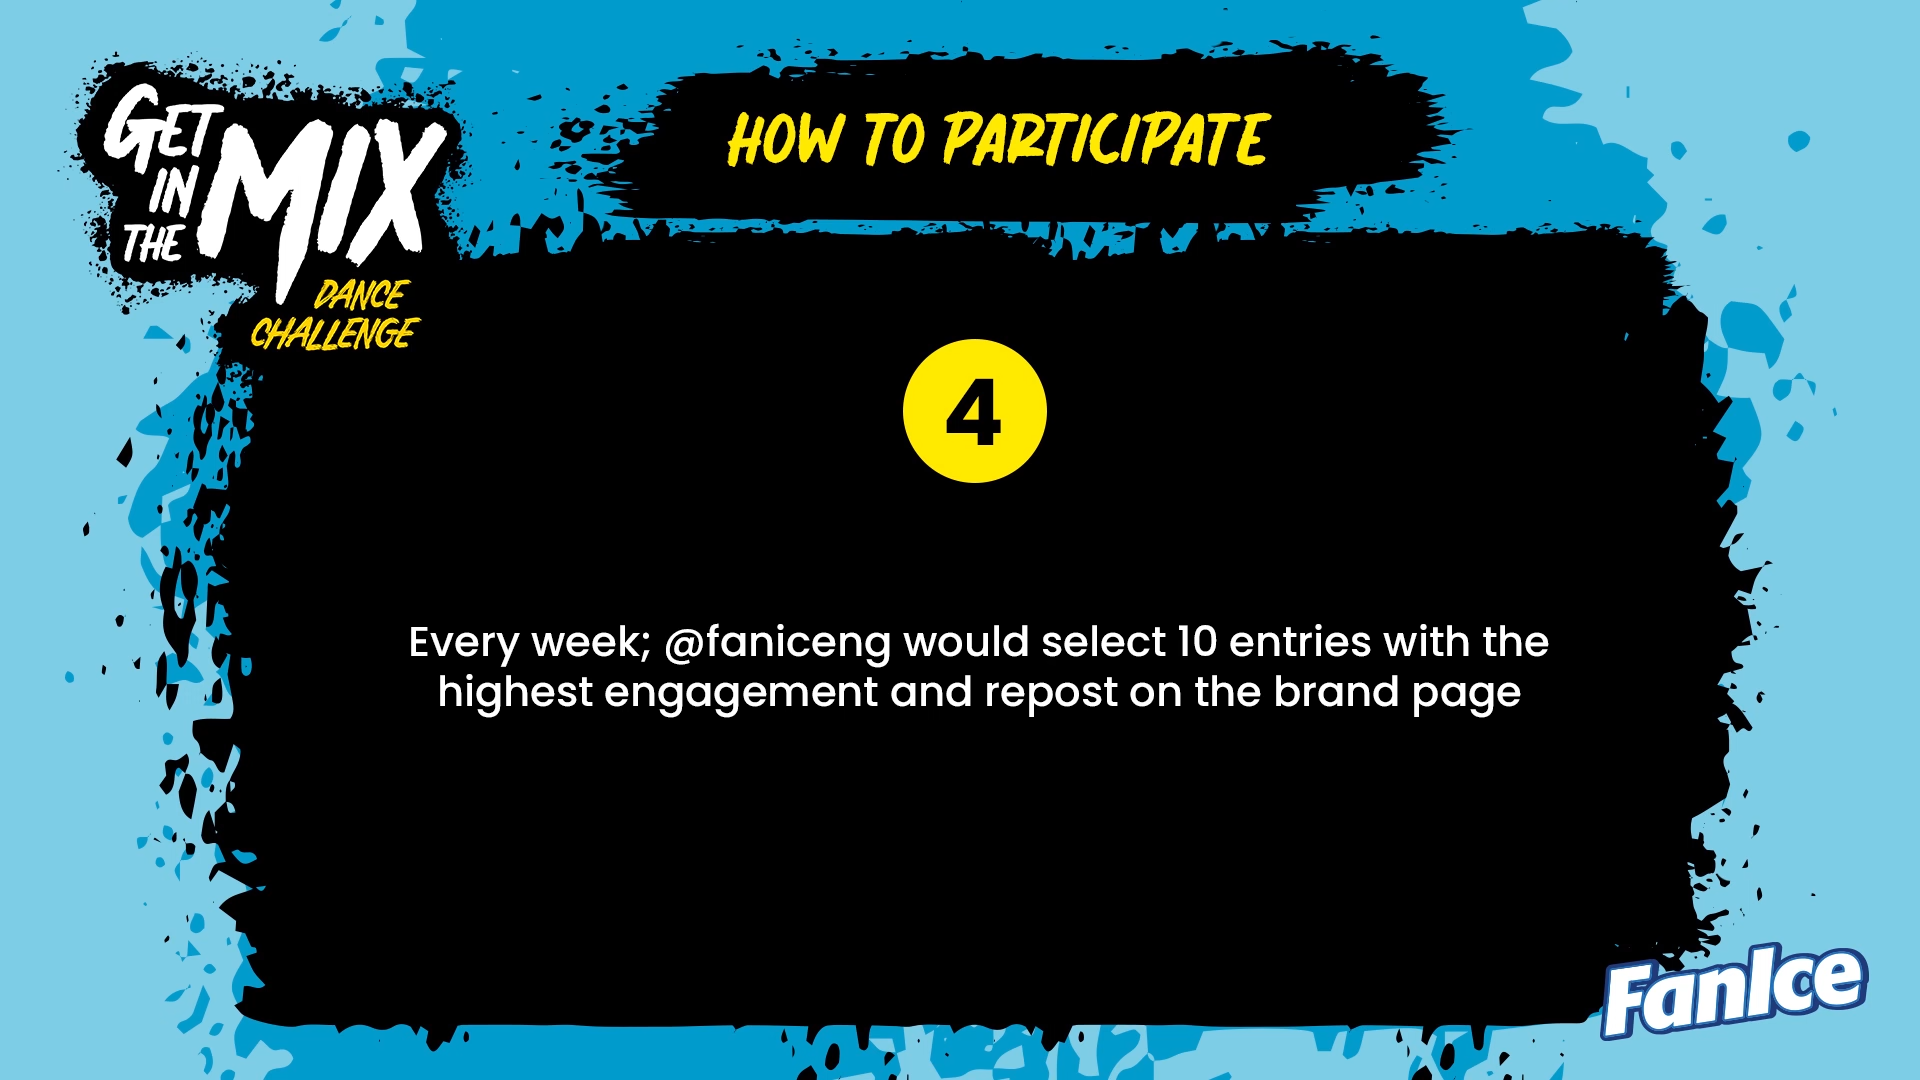 GET
IN
THE
MIX
DANCE
CHALLENGE
HOW TO PARTICIPATE
4
Every week; @faniceng would select 10 entries with the
highest engagement and repost on the brand page
FanIce